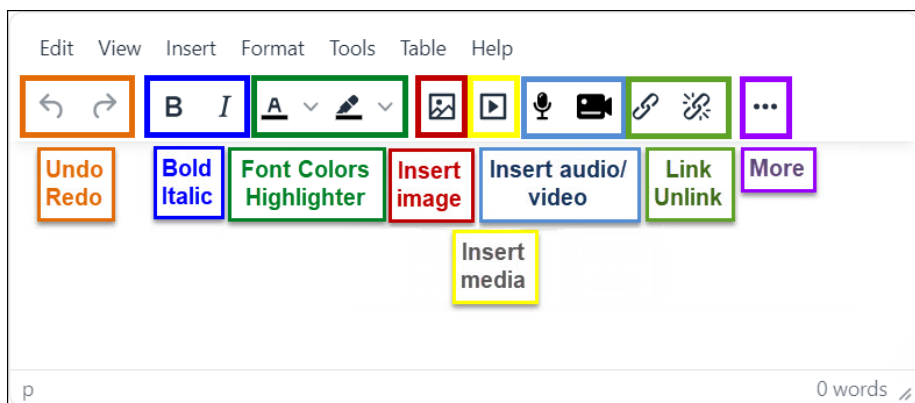 Edit View Insert Format Tools Table Help
B I A
Undo
Redo
Bold
Italic
Font Colors
Highlighter
Insert
image
Insert audio/
video
Link
Unlink
More
Insert
media
p
0 words